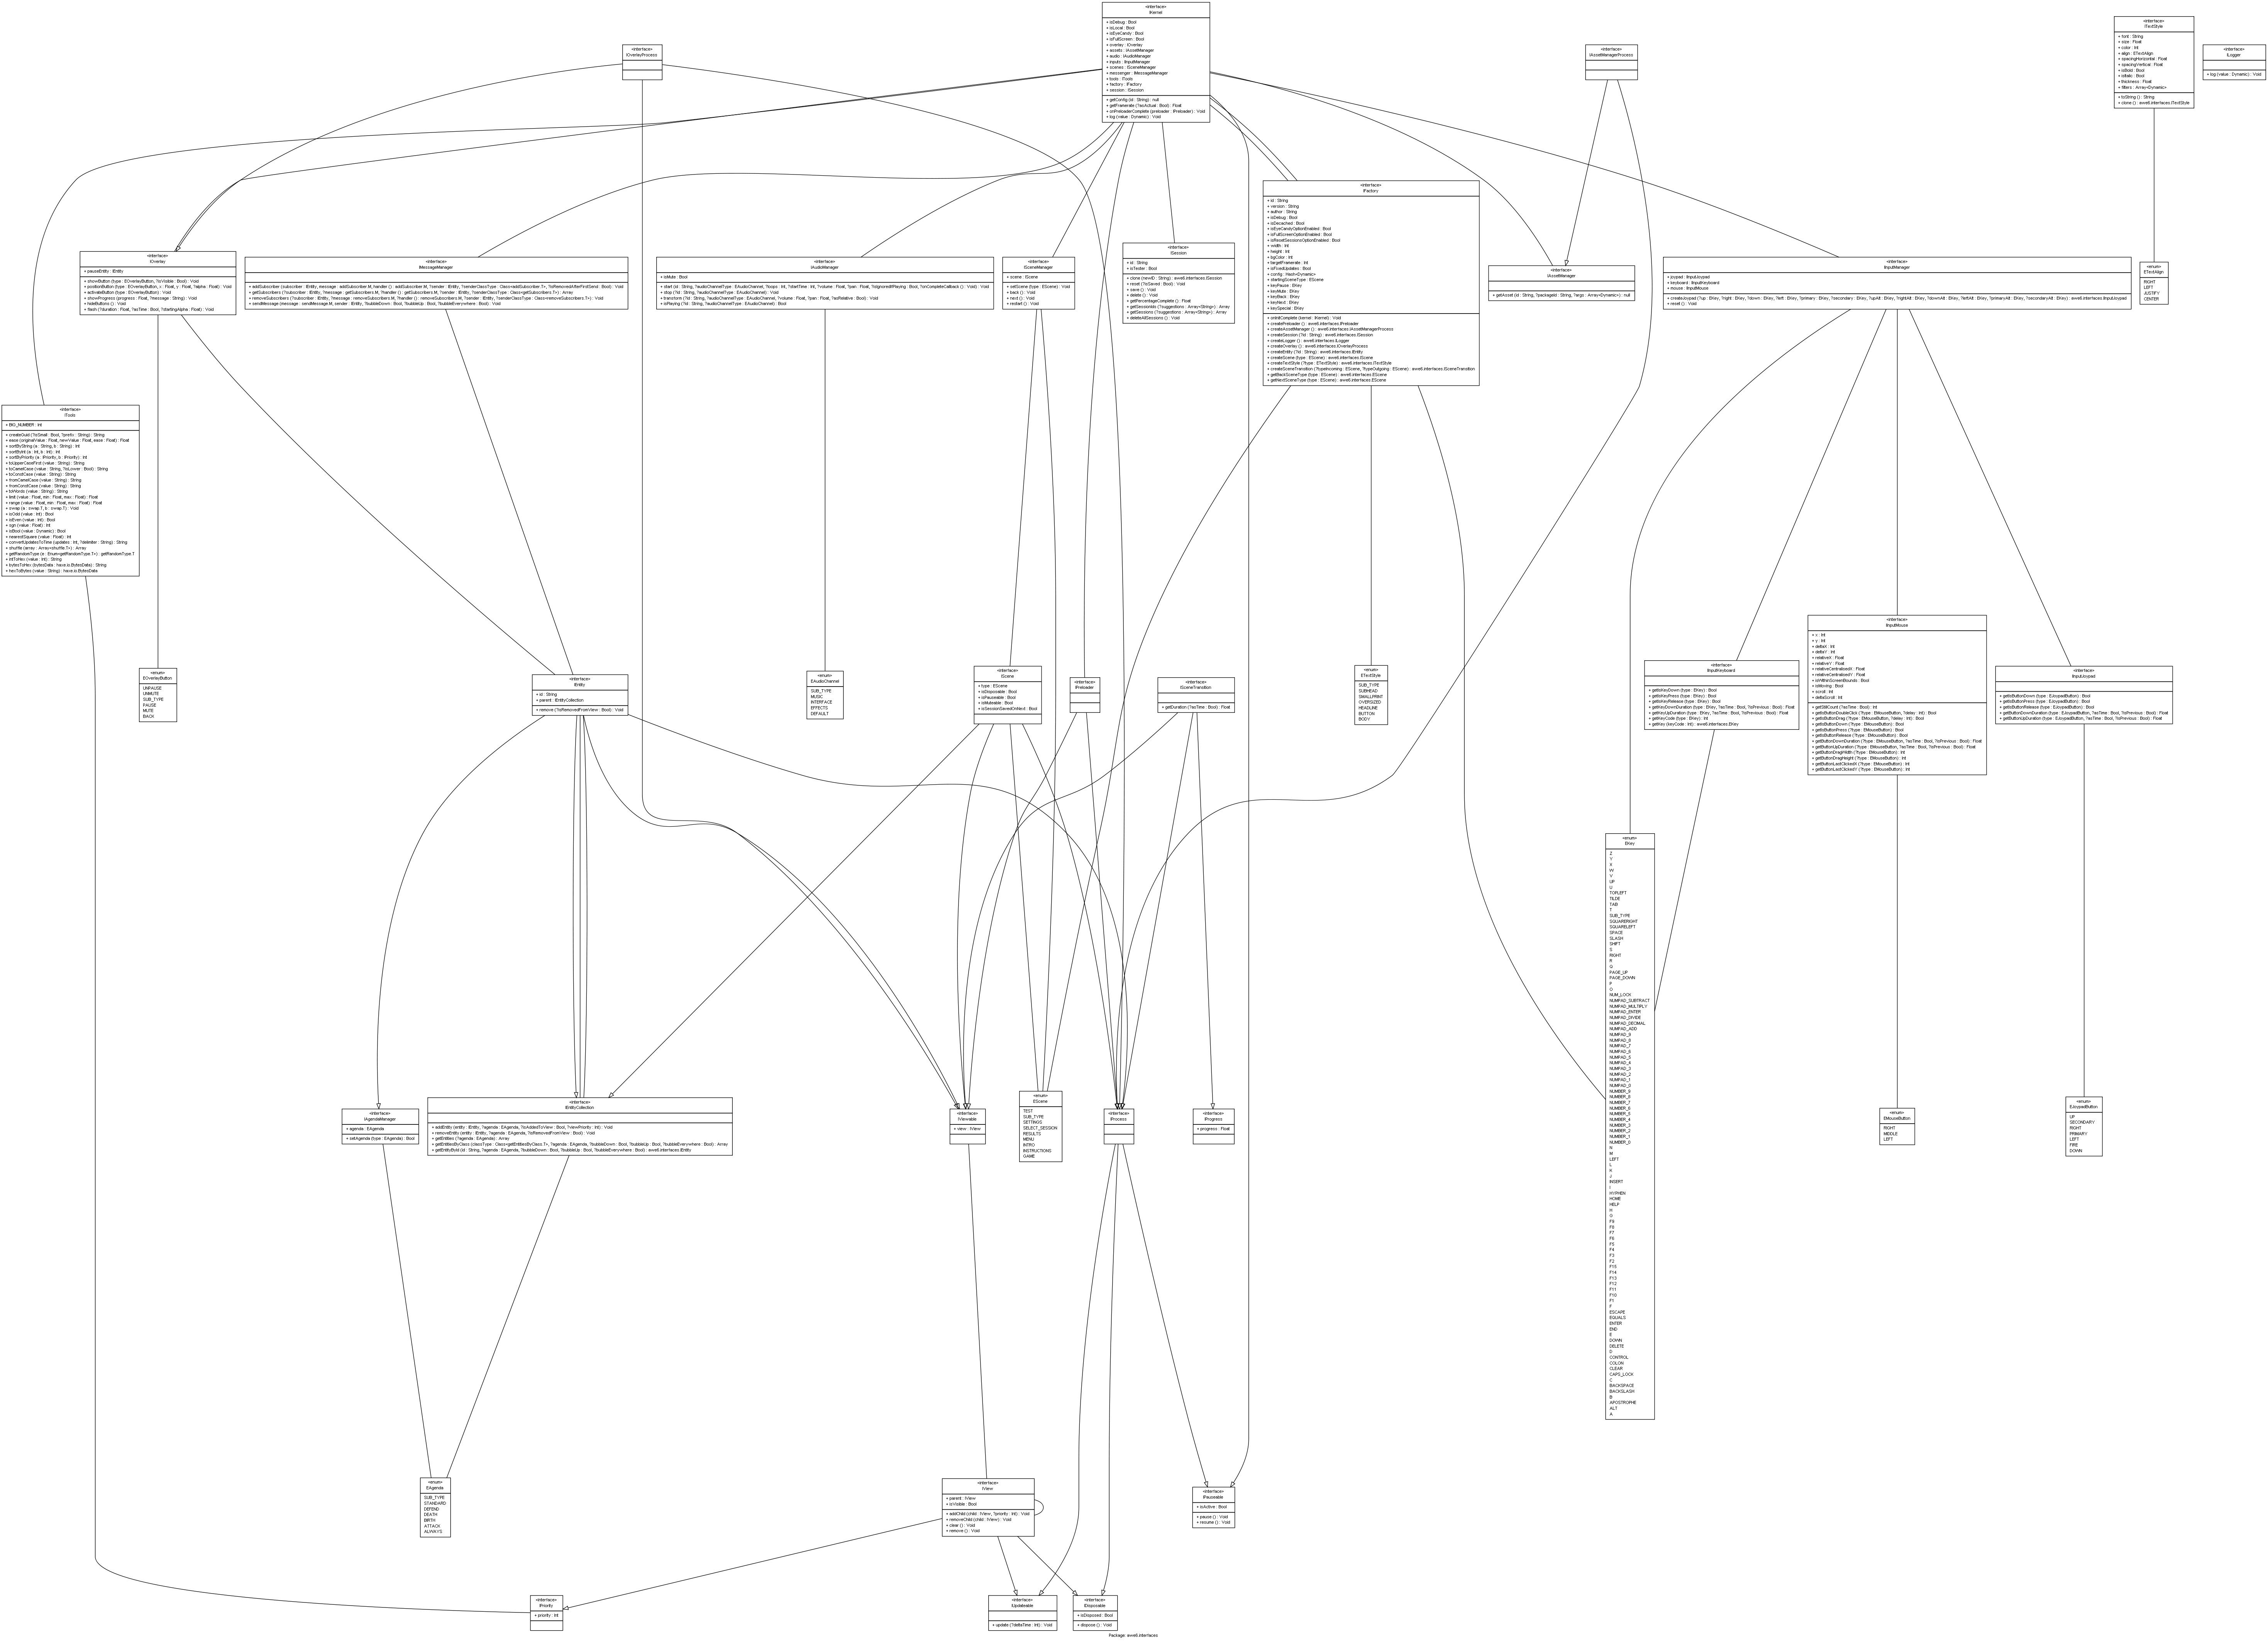 «interface»
IKernel
+ isDebug : Bool
+ isLocal : Bool
+ isEyeCandy : Bool
+ isFullScreen : Bool
+ overlay : IOverlay
+ assets : IAssetManager
+ audio : IAudioManager
+ inputs : IInputManager
+ scenes : ISceneManager
+ messenger : IMessageManager
+ tools : ITools
+ factory : IFactory
+ session : ISession
+ getConfig (id : String) : null
+ getFramerate (?asActual : Bool) : Float
+ onPreloaderComplete (preloader : IPreloader) : Void
+ log (value : Dynamic) : Void
«interface»
IOverlayProcess
«interface»
IAssetManagerProcess
«interface»
ITextStyle
+ font : String
+ size : Float
+ color : Int
+ align : ETextAlign
+ spacingHorizontal : Float
+ spacingVertical : Float
+ isBold : Bool
+ isItalic : Bool
+ thickness : Float
+ filters : Array<Dynamic>
+ toString () : String
+ clone () : awe6.interfaces.ITextStyle
«interface»
ILogger
+ log (value : Dynamic) : Void
«interface»
IFactory
+ id : String
+ version : String
+ author : String
+ isDebug : Bool
+ isDecached : Bool
+ isEyeCandyOptionEnabled : Bool
+ isFullScreenOptionEnabled : Bool
+ isResetSessionsOptionEnabled : Bool
+ width : Int
+ height : Int
+ bgColor : Int
+ targetFramerate : Int
+ isFixedUpdates : Bool
+ config : Hash<Dynamic>
+ startingSceneType : EScene
+ keyPause : EKey
+ keyMute : EKey
+ keyBack : EKey
+ keyNext : EKey
+ keySpecial : EKey
+ onInitComplete (kernel : IKernel) : Void
+ createPreloader () : awe6.interfaces.IPreloader
+ createAssetManager () : awe6.interfaces.IAssetManagerProcess
+ createSession (?id : String) : awe6.interfaces.ISession
+ createLogger () : awe6.interfaces.ILogger
+ createOverlay () : awe6.interfaces.IOverlayProcess
+ createEntity (?id : String) : awe6.interfaces.IEntity
+ createScene (type : EScene) : awe6.interfaces.IScene
+ createTextStyle (?type : ETextStyle) : awe6.interfaces.ITextStyle
+ createSceneTransition (?typeIncoming : EScene, ?typeOutgoing : EScene) : awe6.interfaces.ISceneTransition
+ getBackSceneType (type : EScene) : awe6.interfaces.EScene
+ getNextSceneType (type : EScene) : awe6.interfaces.EScene
«interface»
IOverlay
+ pauseEntity : IEntity
+ showButton (type : EOverlayButton, ?isVisible : Bool) : Void
+ positionButton (type : EOverlayButton, x : Float, y : Float, ?alpha : Float) : Void
+ activateButton (type : EOverlayButton) : Void
+ showProgress (progress : Float, ?message : String) : Void
+ hideButtons () : Void
+ flash (?duration : Float, ?asTime : Bool, ?startingAlpha : Float) : Void
«interface»
IMessageManager
+ addSubscriber (subscriber : IEntity, message : addSubscriber.M, handler () : addSubscriber.M, ?sender : IEntity, ?senderClassType : Class<addSubscriber.T>, ?isRemovedAfterFirstSend : Bool) : Void
+ getSubscribers (?subscriber : IEntity, ?message : getSubscribers.M, ?handler () : getSubscribers.M, ?sender : IEntity, ?senderClassType : Class<getSubscribers.T>) : Array
+ removeSubscribers (?subscriber : IEntity, ?message : removeSubscribers.M, ?handler () : removeSubscribers.M, ?sender : IEntity, ?senderClassType : Class<removeSubscribers.T>) : Void
+ sendMessage (message : sendMessage.M, sender : IEntity, ?bubbleDown : Bool, ?bubbleUp : Bool, ?bubbleEverywhere : Bool) : Void
«interface»
IAudioManager
+ isMute : Bool
+ start (id : String, ?audioChannelType : EAudioChannel, ?loops : Int, ?startTime : Int, ?volume : Float, ?pan : Float, ?isIgnoredIfPlaying : Bool, ?onCompleteCallback () : Void) : Void
+ stop (?id : String, ?audioChannelType : EAudioChannel) : Void
+ transform (?id : String, ?audioChannelType : EAudioChannel, ?volume : Float, ?pan : Float, ?asRelative : Bool) : Void
+ isPlaying (?id : String, ?audioChannelType : EAudioChannel) : Bool
«interface»
ISceneManager
+ scene : IScene
+ setScene (type : EScene) : Void
+ back () : Void
+ next () : Void
+ restart () : Void
«interface»
ISession
+ id : String
+ isTester : Bool
+ clone (newID : String) : awe6.interfaces.ISession
+ reset (?isSaved : Bool) : Void
+ save () : Void
+ delete () : Void
+ getPercentageComplete () : Float
+ getSessionIds (?suggestions : Array<String>) : Array
+ getSessions (?suggestions : Array<String>) : Array
+ deleteAllSessions () : Void
«interface»
IAssetManager
+ getAsset (id : String, ?packageId : String, ?args : Array<Dynamic>) : null
«interface»
IInputManager
+ joypad : IInputJoypad
+ keyboard : IInputKeyboard
+ mouse : IInputMouse
+ createJoypad (?up : EKey, ?right : EKey, ?down : EKey, ?left : EKey, ?primary : EKey, ?secondary : EKey, ?upAlt : EKey, ?rightAlt : EKey, ?downAlt : EKey, ?leftAlt : EKey, ?primaryAlt : EKey, ?secondaryAlt : EKey) : awe6.interfaces.IInputJoypad
+ reset () : Void
«enum»
ETextAlign
RIGHT
LEFT
JUSTIFY
CENTER
«interface»
ITools
+ BIG_NUMBER : Int
+ createGuid (?isSmall : Bool, ?prefix : String) : String
+ ease (originalValue : Float, newValue : Float, ease : Float) : Float
+ sortByString (a : String, b : String) : Int
+ sortByInt (a : Int, b : Int) : Int
+ sortByPriority (a : IPriority, b : IPriority) : Int
+ toUpperCaseFirst (value : String) : String
+ toCamelCase (value : String, ?isLower : Bool) : String
+ toConstCase (value : String) : String
+ fromCamelCase (value : String) : String
+ fromConstCase (value : String) : String
+ toWords (value : String) : String
+ limit (value : Float, min : Float, max : Float) : Float
+ range (value : Float, min : Float, max : Float) : Float
+ swap (a : swap.T, b : swap.T) : Void
+ isOdd (value : Int) : Bool
+ isEven (value : Int) : Bool
+ sgn (value : Float) : Int
+ isBool (value : Dynamic) : Bool
+ nearestSquare (value : Float) : Int
+ convertUpdatesToTime (updates : Int, ?delimiter : String) : String
+ shuffle (array : Array<shuffle.T>) : Array
+ getRandomType (e : Enum<getRandomType.T>) : getRandomType.T
+ intToHex (value : Int) : String
+ bytesToHex (bytesData : haxe.io.BytesData) : String
+ hexToBytes (value : String) : haxe.io.BytesData
«enum»
EOverlayButton
UNPAUSE
UNMUTE
SUB_TYPE
PAUSE
MUTE
BACK
«interface»
IEntity
+ id : String
+ parent : IEntityCollection
+ remove (?isRemovedFromView : Bool) : Void
«enum»
EAudioChannel
SUB_TYPE
MUSIC
INTERFACE
EFFECTS
DEFAULT
«interface»
IScene
+ type : EScene
+ isDisposable : Bool
+ isPauseable : Bool
+ isMuteable : Bool
+ isSessionSavedOnNext : Bool
«interface»
IPreloader
«interface»
ISceneTransition
+ getDuration (?asTime : Bool) : Float
«enum»
ETextStyle
SUB_TYPE
SUBHEAD
SMALLPRINT
OVERSIZED
HEADLINE
BUTTON
BODY
«interface»
IInputKeyboard
+ getIsKeyDown (type : EKey) : Bool
+ getIsKeyPress (type : EKey) : Bool
+ getIsKeyRelease (type : EKey) : Bool
+ getKeyDownDuration (type : EKey, ?asTime : Bool, ?isPrevious : Bool) : Float
+ getKeyUpDuration (type : EKey, ?asTime : Bool, ?isPrevious : Bool) : Float
+ getKeyCode (type : EKey) : Int
+ getKey (keyCode : Int) : awe6.interfaces.EKey
«interface»
IInputMouse
+ x : Int
+ y : Int
+ deltaX : Int
+ deltaY : Int
+ relativeX : Float
+ relativeY : Float
+ relativeCentralisedX : Float
+ relativeCentralisedY : Float
+ isWithinScreenBounds : Bool
+ isMoving : Bool
+ scroll : Int
+ deltaScroll : Int
+ getStillCount (?asTime : Bool) : Int
+ getIsButtonDoubleClick (?type : EMouseButton, ?delay : Int) : Bool
+ getIsButtonDrag (?type : EMouseButton, ?delay : Int) : Bool
+ getIsButtonDown (?type : EMouseButton) : Bool
+ getIsButtonPress (?type : EMouseButton) : Bool
+ getIsButtonRelease (?type : EMouseButton) : Bool
+ getButtonDownDuration (?type : EMouseButton, ?asTime : Bool, ?isPrevious : Bool) : Float
+ getButtonUpDuration (?type : EMouseButton, ?asTime : Bool, ?isPrevious : Bool) : Float
+ getButtonDragWidth (?type : EMouseButton) : Int
+ getButtonDragHeight (?type : EMouseButton) : Int
+ getButtonLastClickedX (?type : EMouseButton) : Int
+ getButtonLastClickedY (?type : EMouseButton) : Int
«interface»
IInputJoypad
+ getIsButtonDown (type : EJoypadButton) : Bool
+ getIsButtonPress (type : EJoypadButton) : Bool
+ getIsButtonRelease (type : EJoypadButton) : Bool
+ getButtonDownDuration (type : EJoypadButton, ?asTime : Bool, ?isPrevious : Bool) : Float
+ getButtonUpDuration (type : EJoypadButton, ?asTime : Bool, ?isPrevious : Bool) : Float
«enum»
EKey
Z
Y
X
W
V
UP
U
TOPLEFT
TILDE
TAB
T
SUB_TYPE
SQUARERIGHT
SQUARELEFT
SPACE
SLASH
SHIFT
S
RIGHT
R
Q
PAGE_UP
PAGE_DOWN
P
O
NUM_LOCK
NUMPAD_SUBTRACT
NUMPAD_MULTIPLY
NUMPAD_ENTER
NUMPAD_DIVIDE
NUMPAD_DECIMAL
NUMPAD_ADD
NUMPAD_9
NUMPAD_8
NUMPAD_7
NUMPAD_6
NUMPAD_5
NUMPAD_4
NUMPAD_3
NUMPAD_2
NUMPAD_1
NUMPAD_0
NUMBER_9
NUMBER_8
NUMBER_7
NUMBER_6
NUMBER_5
NUMBER_4
NUMBER_3
NUMBER_2
NUMBER_1
NUMBER_0
N
M
LEFT
L
K
J
INSERT
I
HYPHEN
HOME
HELP
H
G
F9
F8
F7
F6
F5
F4
F3
F2
F15
F14
F13
F12
F11
F10
F1
F
ESCAPE
EQUALS
ENTER
END
E
DOWN
DELETE
D
CONTROL
COLON
CLEAR
CAPS_LOCK
C
BACKSPACE
BACKSLASH
B
APOSTROPHE
ALT
A
«interface»
IAgendaManager
+ agenda : EAgenda
+ setAgenda (type : EAgenda) : Bool
«interface»
IEntityCollection
+ addEntity (entity : IEntity, ?agenda : EAgenda, ?isAddedToView : Bool, ?viewPriority : Int) : Void
+ removeEntity (entity : IEntity, ?agenda : EAgenda, ?isRemovedFromView : Bool) : Void
+ getEntities (?agenda : EAgenda) : Array
+ getEntitiesByClass (classType : Class<getEntitiesByClass.T>, ?agenda : EAgenda, ?bubbleDown : Bool, ?bubbleUp : Bool, ?bubbleEverywhere : Bool) : Array
+ getEntityById (id : String, ?agenda : EAgenda, ?bubbleDown : Bool, ?bubbleUp : Bool, ?bubbleEverywhere : Bool) : awe6.interfaces.IEntity
«interface»
IViewable
+ view : IView
«enum»
EScene
TEST
SUB_TYPE
SETTINGS
SELECT_SESSION
RESULTS
MENU
INTRO
INSTRUCTIONS
GAME
«interface»
IProcess
«interface»
IProgress
+ progress : Float
«enum»
EMouseButton
RIGHT
MIDDLE
LEFT
«enum»
EJoypadButton
UP
SECONDARY
RIGHT
PRIMARY
LEFT
FIRE
DOWN
«enum»
EAgenda
SUB_TYPE
STANDARD
DEFEND
DEATH
BIRTH
ATTACK
ALWAYS
«interface»
IView
+ parent : IView
+ isVisible : Bool
+ addChild (child : IView, ?priority : Int) : Void
+ removeChild (child : IView) : Void
+ clear () : Void
+ remove () : Void
«interface»
IPauseable
+ isActive : Bool
+ pause () : Void
+ resume () : Void
«interface»
IPriority
+ priority : Int
«interface»
IUpdateable
+ update (?deltaTime : Int) : Void
«interface»
IDisposable
+ isDisposed : Bool
+ dispose () : Void
Package: awe6.interfaces